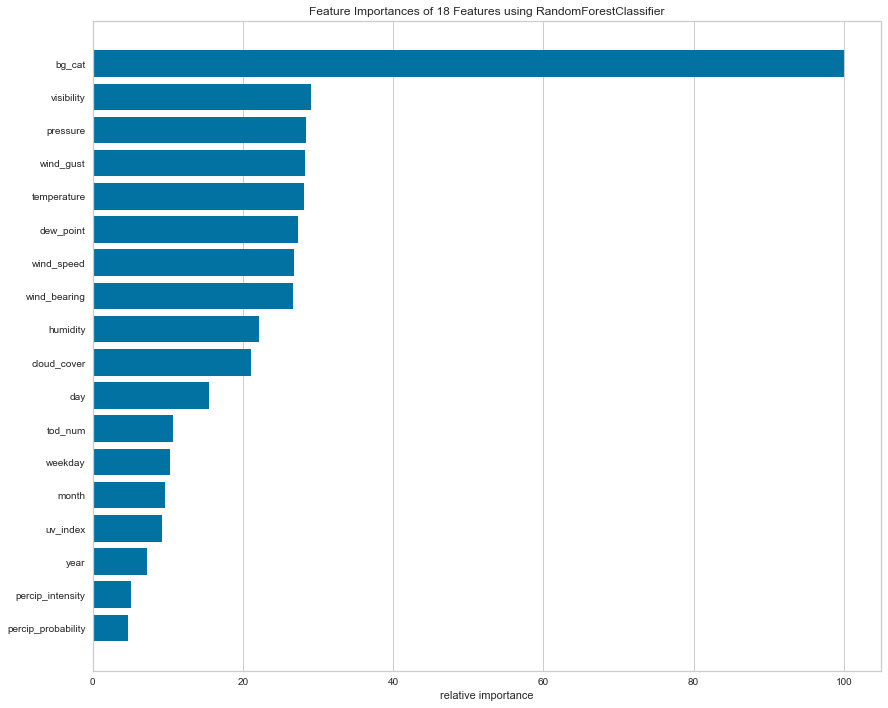 Feature Importances of 18 Features using RandomForestClassifier
bg_cat
visibility
pressure
wind_gust
temperature
dew_point
wind_speed
wind_bearing
humidity
cloud_cover
day
tod_num
weekday
month
uv_index
year
percip_intensity
percip_probability
0 20 40 60 80 100
relative importance